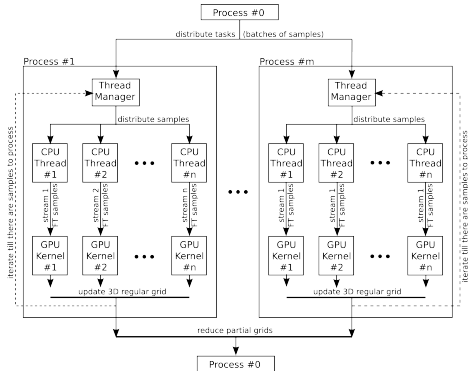 Process #0
distribute tasks (batches of samples)
Process #1
Process #m
Thread
Manager
Thread
Manager
distribute samples
distribute samples
CPU
Thread
#1
CPU
Thread
#2
CPU
Thread
#n
CPU
Thread
#1
CPU
Thread
#2
CPU
Thread
#n
stream 1
FT samples
stream 2
FT samples
stream n
FT samples
stream 1
FT samples
stream 1
FT samples
stream 1
FT samples
GPU
Kernel
#1
GPU
Kernel
#2
GPU
Kernel
#n
GPU
Kernel
#1
GPU
Kernel
#2
GPU
Kernel
#n
update 3D regular grid
update 3D regular grid
iterate till there are samples to process
iterate till there are samples to process
reduce partial grids
Process #0